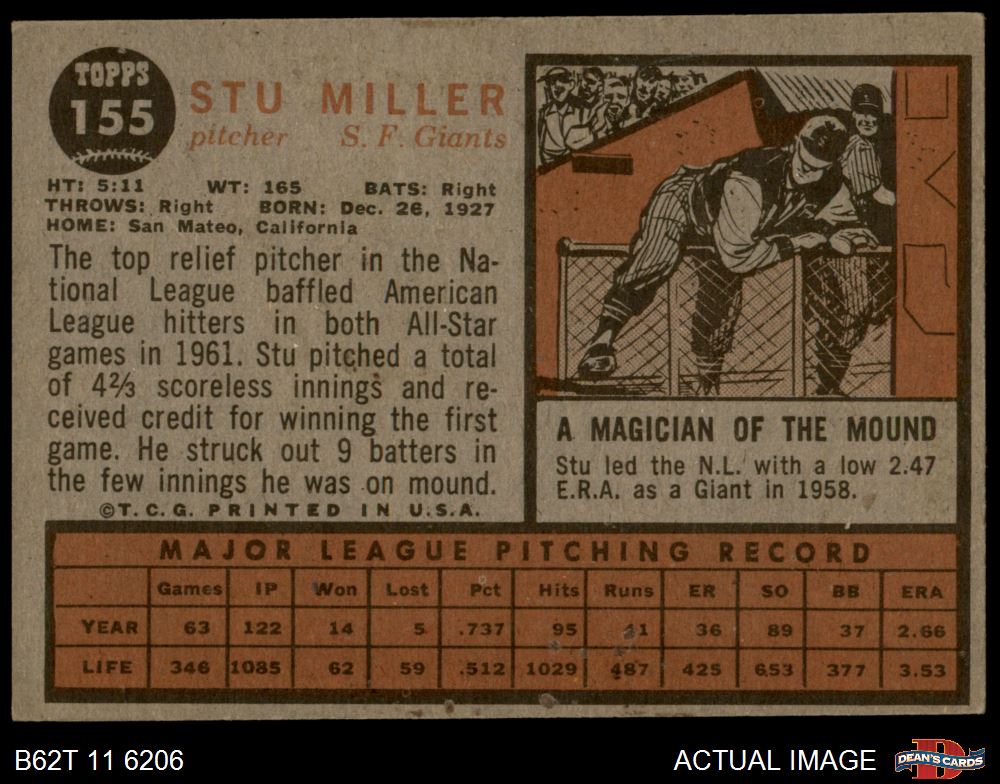 TOPPS
155
STU MILLER
pitcher S. F. Giants
HT: 5:11 WT: 165 BATS: Right
THROWS: Right BORN: Dec. 26, 1927
HOME: San Mateo, California
The top relief pitcher in the Na-
tional League baffled American
League hitters in both All-Star
games in 1961. Stu pitched a total
of 4⅔ scoreless innings and re-
ceived credit for winning the first
game. He struck out 9 batters in
the few innings he was on mound.
©T.C.G. PRINTED IN U.S.A.
A MAGICIAN OF THE MOUND
Stu led the N.L. with a low 2.47
E.R.A. as a Giant in 1958.
MAJOR LEAGUE PITCHING RECORD
Games IP Won Lost Pct Hits Runs ER SO BB ERA
YEAR 63 122 14 5 .737 95 41 36 89 37 2.66
LIFE 346 1085 62 59 .512 1029 487 425 653 377 3.53
B62T 11 6206
ACTUAL IMAGE
DEAN'S CARDS